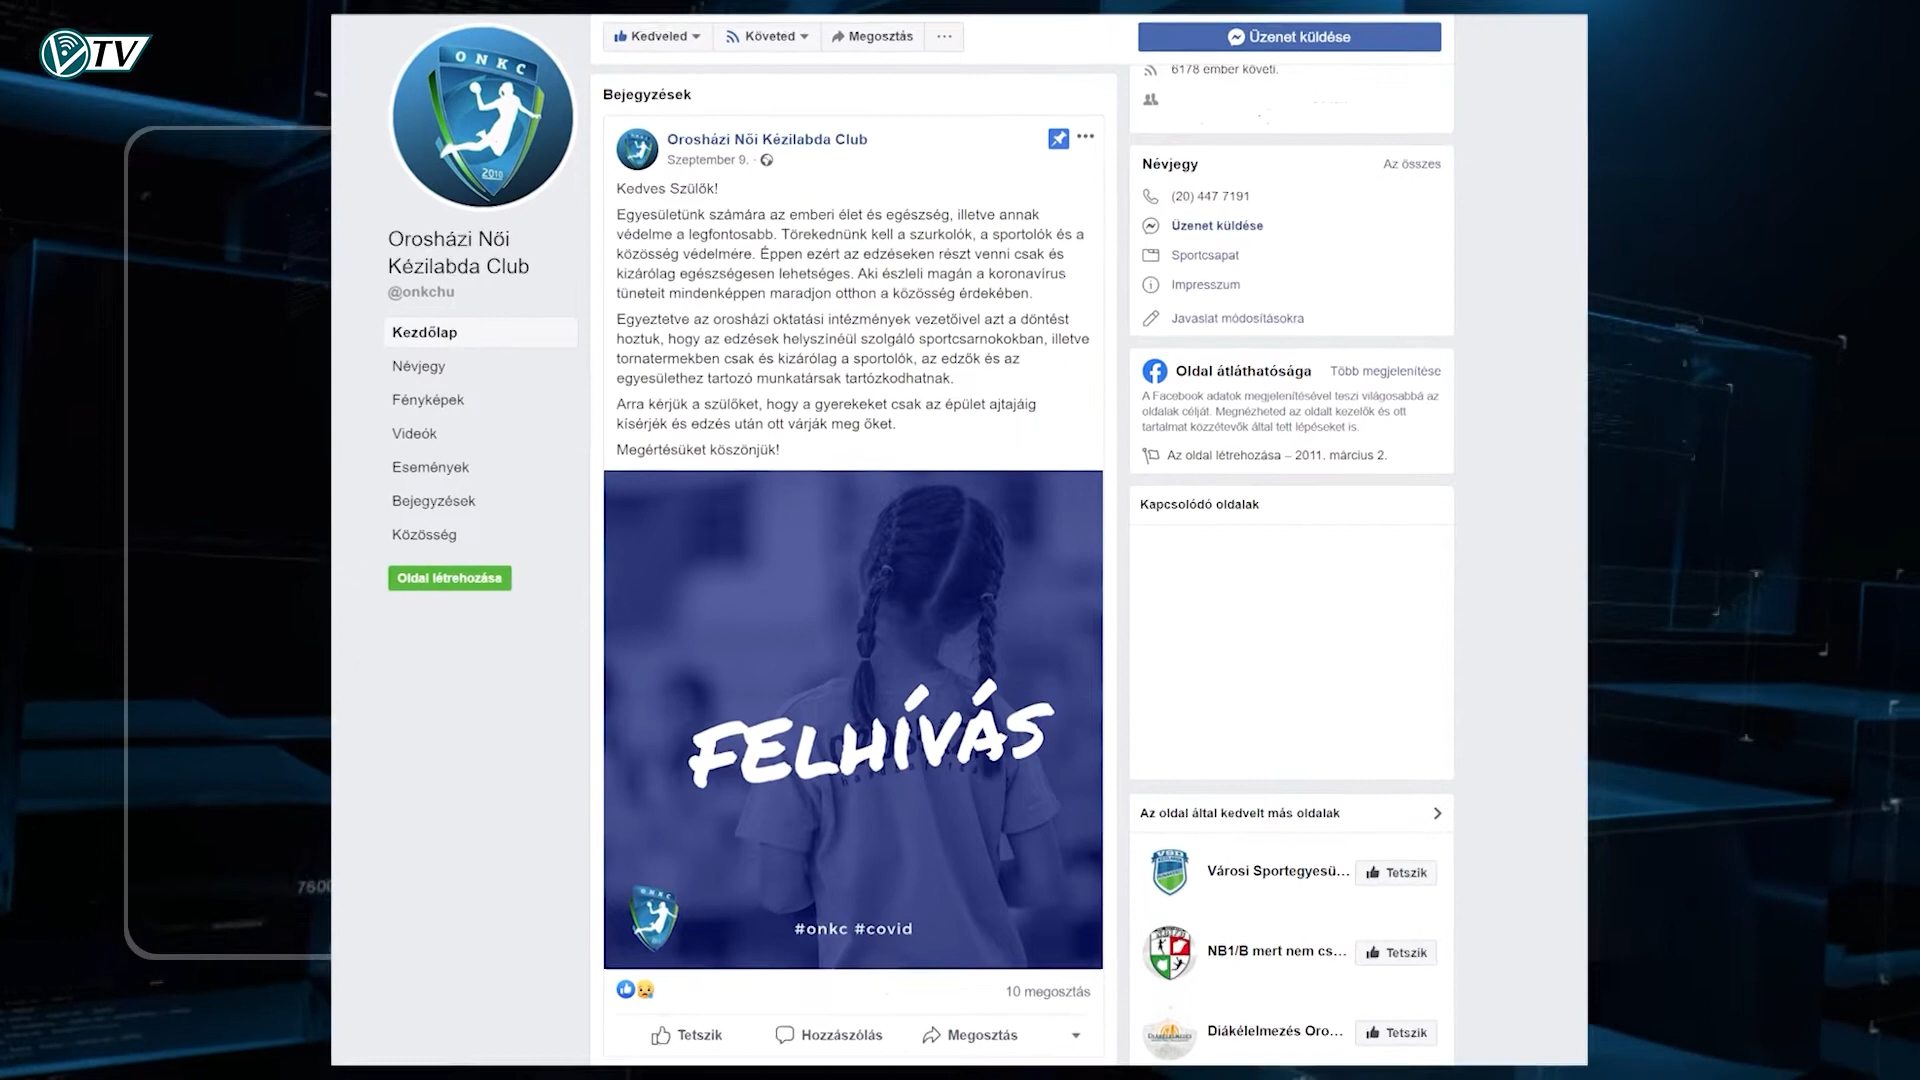 VTV
ONKC
2010
Orosházi Női
Kézilabda Club
@onkchu
Kezdőlap
Névjegy
Fényképek
Videók
Események
Bejegyzések
Közösség
Oldal létrehozása
Kedveled
Követed
Megosztás
Bejegyzések
Orosházi Női Kézilabda Club
Szeptember 9.
Kedves Szülők!
Egyesületünk számára az emberi élet és egészség, illetve annak
védelme a legfontosabb. Törekednünk kell a szurkolók, a sportolók és a
közösség védelmére. Éppen ezért az edzéseken részt venni csak és
kizárólag egészségesen lehetséges. Aki észleli magán a koronavírus
tüneteit mindenképpen maradjon otthon a közösség érdekében.
Egyeztetve az orosházi oktatási intézmények vezetőivel azt a döntést
hoztuk, hogy az edzések helyszínéül szolgáló sportcsarnokokban, illetve
tornatermekben csak és kizárólag a sportolók, az edzők és az
egyesülethez tartozó munkatársak tartózkodhatnak.
Arra kérjük a szülőket, hogy a gyerekeket csak az épület ajtajáig
kísérjék és edzés után ott várják meg őket.
Megértésüket köszönjük!
FELHÍVÁS
ONKC
#onkc #covid
10 megosztás
Tetszik
Hozzászólás
Megosztás
Üzenet küldése
6178 ember követi.
Névjegy
Az összes
(20) 447 7191
Üzenet küldése
Sportcsapat
Impresszum
Javaslat módosításokra
Oldal átláthatósága
Több megjelenítése
A Facebook adatok megjelenítésével teszi világosabbá az
oldalak célját. Megnézheted az oldalt kezelők és ott
tartalmat közzétevők által tett lépéseket is.
Az oldal létrehozása – 2011. március 2.
Kapcsolódó oldalak
Az oldal által kedvelt más oldalak
Városi Sportegyesü...
Tetszik
NB1/B mert nem cs...
Tetszik
Diákélelmezés Oro...
Tetszik
7600